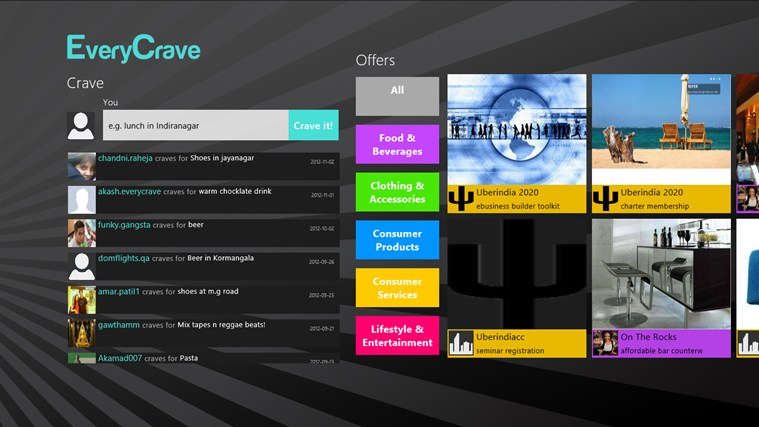 EveryCrave
Crave
You
e.g. lunch in Indiranagar
Crave it!
chandni.raheja craves for Shoes in jayanagar
2012-11-02
akash.everycrave craves for warm chocklate drink
2012-11-01
funky.gangsta craves for beer
2012-10-02
domflights.qa craves for Beer in Kormangala
2012-09-26
amar.patil1 craves for shoes at m.g road
2012-09-25
gawthamm craves for Mix tapes n reggae beats!
2012-09-21
Akamad007 craves for Pasta
2012-09-21
Offers
All
Food &
Beverages
Clothing &
Accessories
Consumer
Products
Consumer
Services
Lifestyle &
Entertainment
Uberindia 2020
ebusiness builder toolkit
Uberindia 2020
charter membership
Uberindiacc
seminar registration
On The Rocks
affordable bar counterw